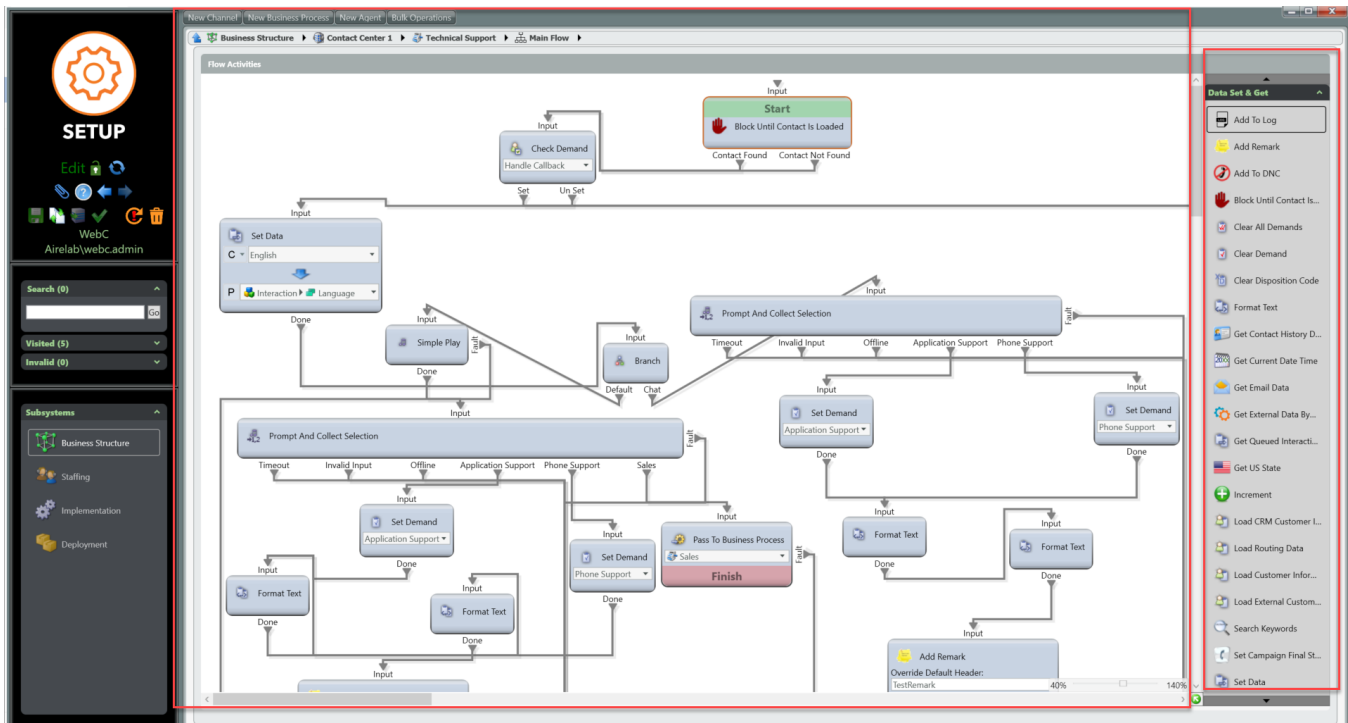 New Channel New Business Process New Agent Bulk Operations
Business Structure Contact Center 1 Technical Support Main Flow
SETUP
Edit
WebC
Airelab\webc.admin
Search (0)
Go
Visited (5)
Invalid (0)
Subsystems
Business Structure
Staffing
Implementation
Deployment
Flow Activities
Input
Start
Block Until Contact Is Loaded
Contact Found Contact Not Found
Input
Check Demand
Handle Callback
Set Un Set
Input
Set Data
C English
P Interaction Language
Done
Input
Simple Play
Fault
Done
Input
Branch
Default Chat
Input
Prompt And Collect Selection
Fault
Timeout Invalid Input Offline Application Support Phone Support
Input
Set Demand
Application Support
Done
Input
Set Demand
Phone Support
Done
Input
Prompt And Collect Selection
Fault
Timeout Invalid Input Offline Application Support Phone Support Sales
Input
Set Demand
Application Support
Done
Input
Set Demand
Phone Support
Done
Input
Pass To Business Process
Sales
Fault
Finish
Input
Format Text
Done
Input
Format Text
Done
Input
Input
Format Text
Done
Input
Format Text
Done
Input
Add Remark
Override Default Header:
TestRemark
40% 140%
Data Set & Get
Add To Log
Add Remark
Add To DNC
Block Until Contact Is...
Clear All Demands
Clear Demand
Clear Disposition Code
Format Text
Get Contact History D...
Get Current Date Time
Get Email Data
Get External Data By...
Get Queued Interacti...
Get US State
Increment
Load CRM Customer I...
Load Routing Data
Load Customer Infor...
Load External Custom...
Search Keywords
Set Campaign Final St...
Set Data